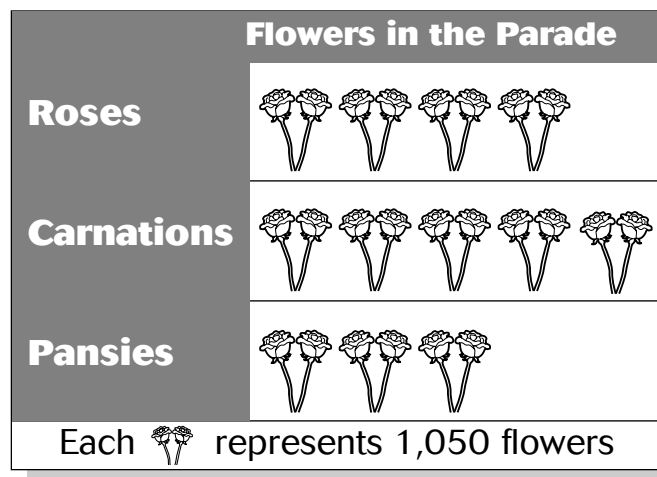 Flowers in the Parade
Roses
Carnations
Pansies
Each represents 1,050 flowers